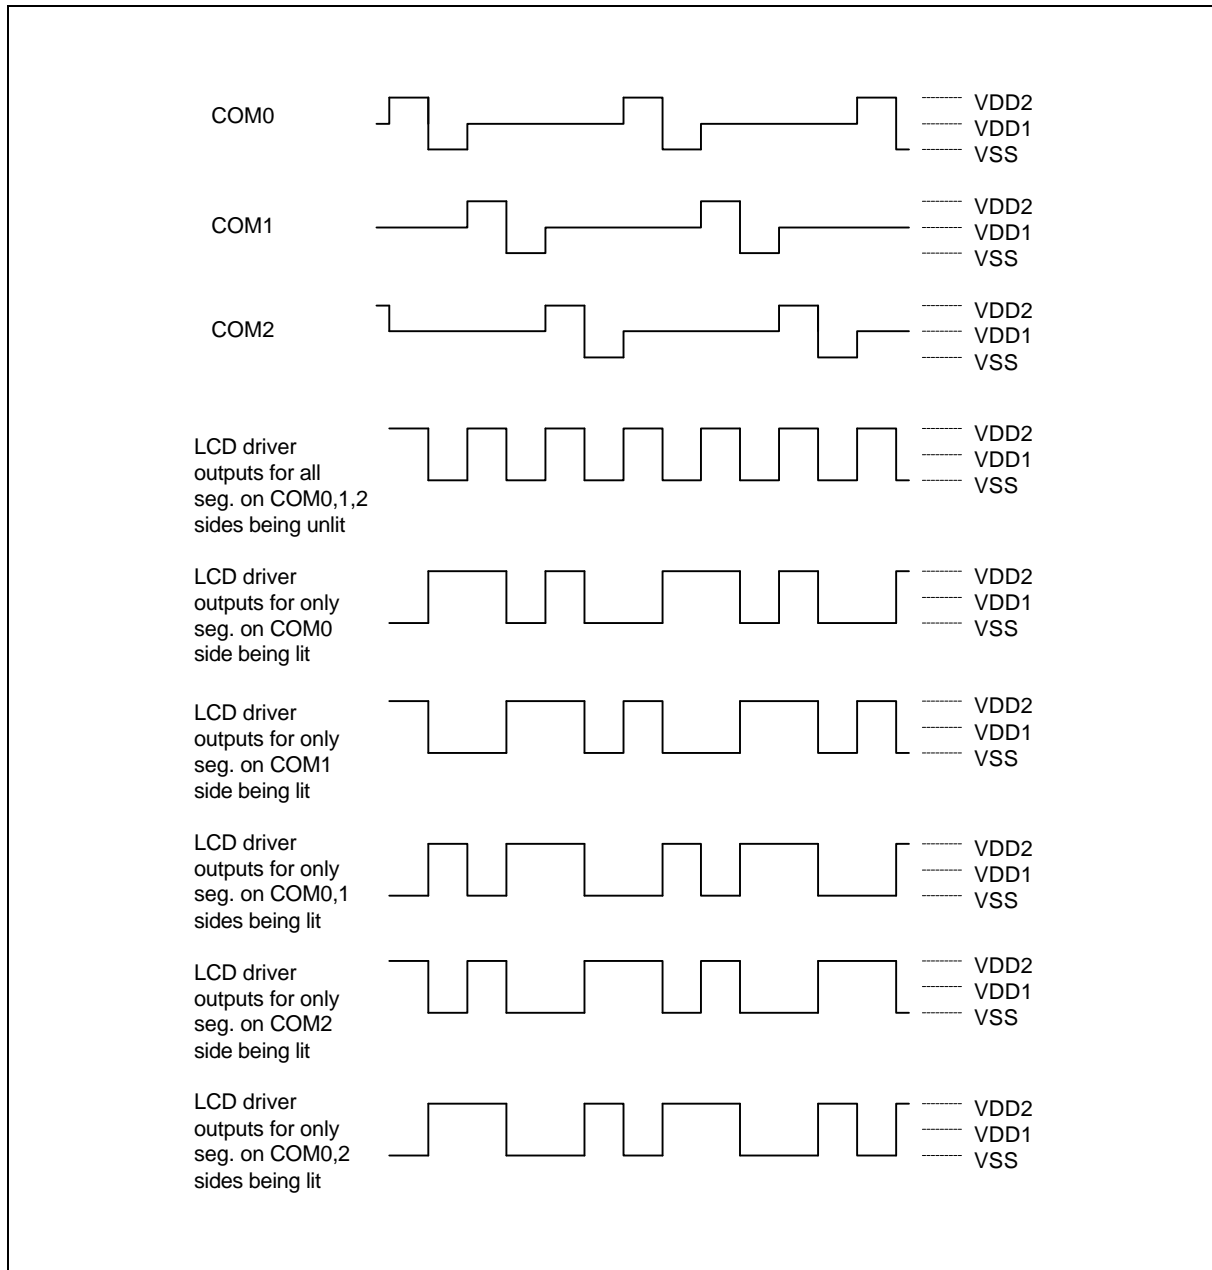 COM0
VDD2
VDD1
VSS
COM1
VDD2
VDD1
VSS
COM2
VDD2
VDD1
VSS
LCD driver
outputs for all
seg. on COM0,1,2
sides being unlit
VDD2
VDD1
VSS
LCD driver
outputs for only
seg. on COM0
side being lit
VDD2
VDD1
VSS
LCD driver
outputs for only
seg. on COM1
side being lit
VDD2
VDD1
VSS
LCD driver
outputs for only
seg. on COM0,1
sides being lit
VDD2
VDD1
VSS
LCD driver
outputs for only
seg. on COM2
side being lit
VDD2
VDD1
VSS
LCD driver
outputs for only
seg. on COM0,2
sides being lit
VDD2
VDD1
VSS